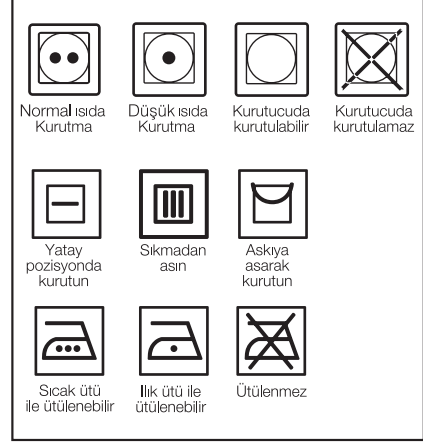 Normal ısıda
Kurutma
Düşük ısıda
Kurutma
Kurutucuda
kurutulabilir
Kurutucuda
kurutulamaz
Yatay
pozisyonda
kurutun
Sıkmadan
asın
Askıya
asarak
kurutun
Sıcak ütü
ile ütülenebilir
Ilık ütü ile
ütülenebilir
Ütülenmez